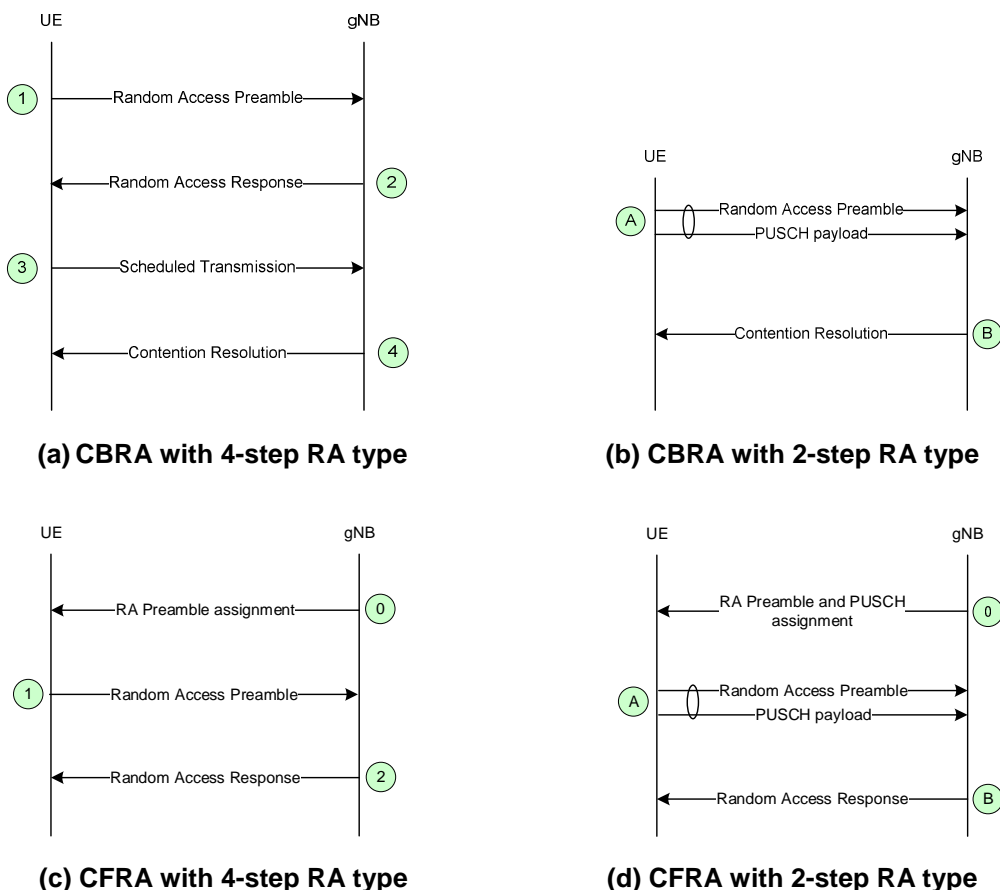 UE gNB
1 Random Access Preamble
Random Access Response 2
3 Scheduled Transmission
Contention Resolution 4
(a) CBRA with 4-step RA type
UE gNB
A Random Access Preamble
PUSCH payload
Contention Resolution B
(b) CBRA with 2-step RA type
UE gNB
RA Preamble assignment 0
1 Random Access Preamble
Random Access Response 2
(c) CFRA with 4-step RA type
UE gNB
RA Preamble and PUSCH 0
assignment
A Random Access Preamble
PUSCH payload
Random Access Response B
(d) CFRA with 2-step RA type